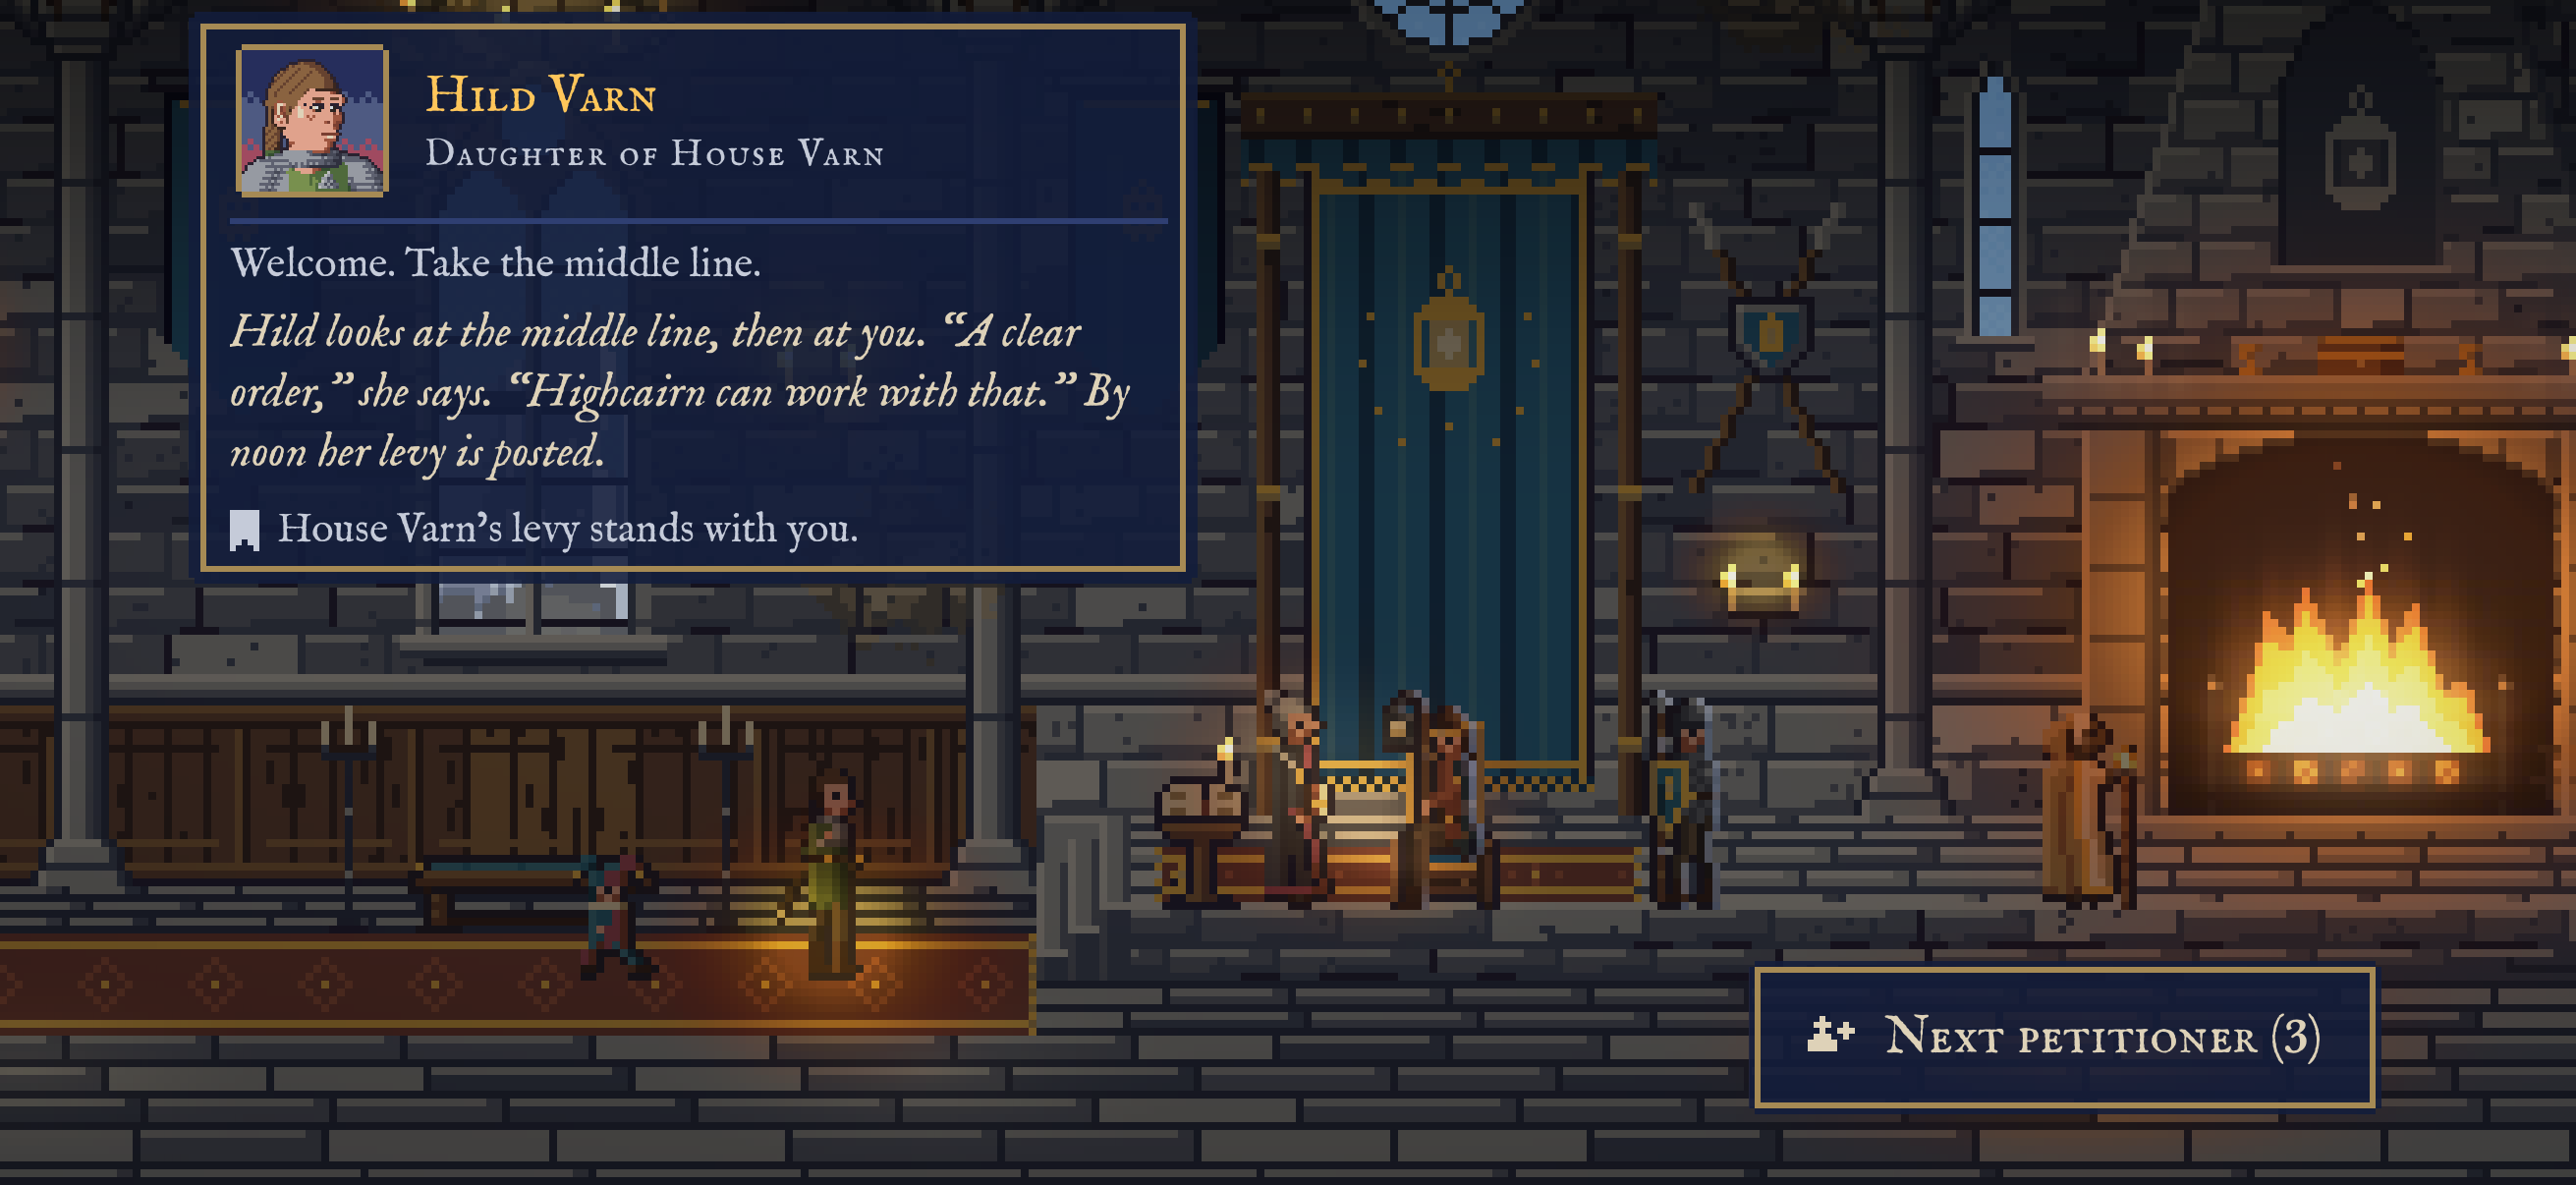 Hild Varn
Daughter of House Varn
Welcome. Take the middle line.
Hild looks at the middle line, then at you. “A clear
order,” she says. “Highcairn can work with that.” By
noon her levy is posted.
House Varn’s levy stands with you.
Next petitioner (3)